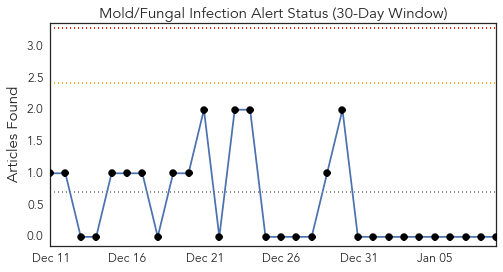 Mold/Fungal Infection Alert Status (30-Day Window)
Articles Found
3.0
2.5
2.0
1.5
1.0
0.5
0.0
Dec 11 Dec 16 Dec 21 Dec 26 Dec 31 Jan 05